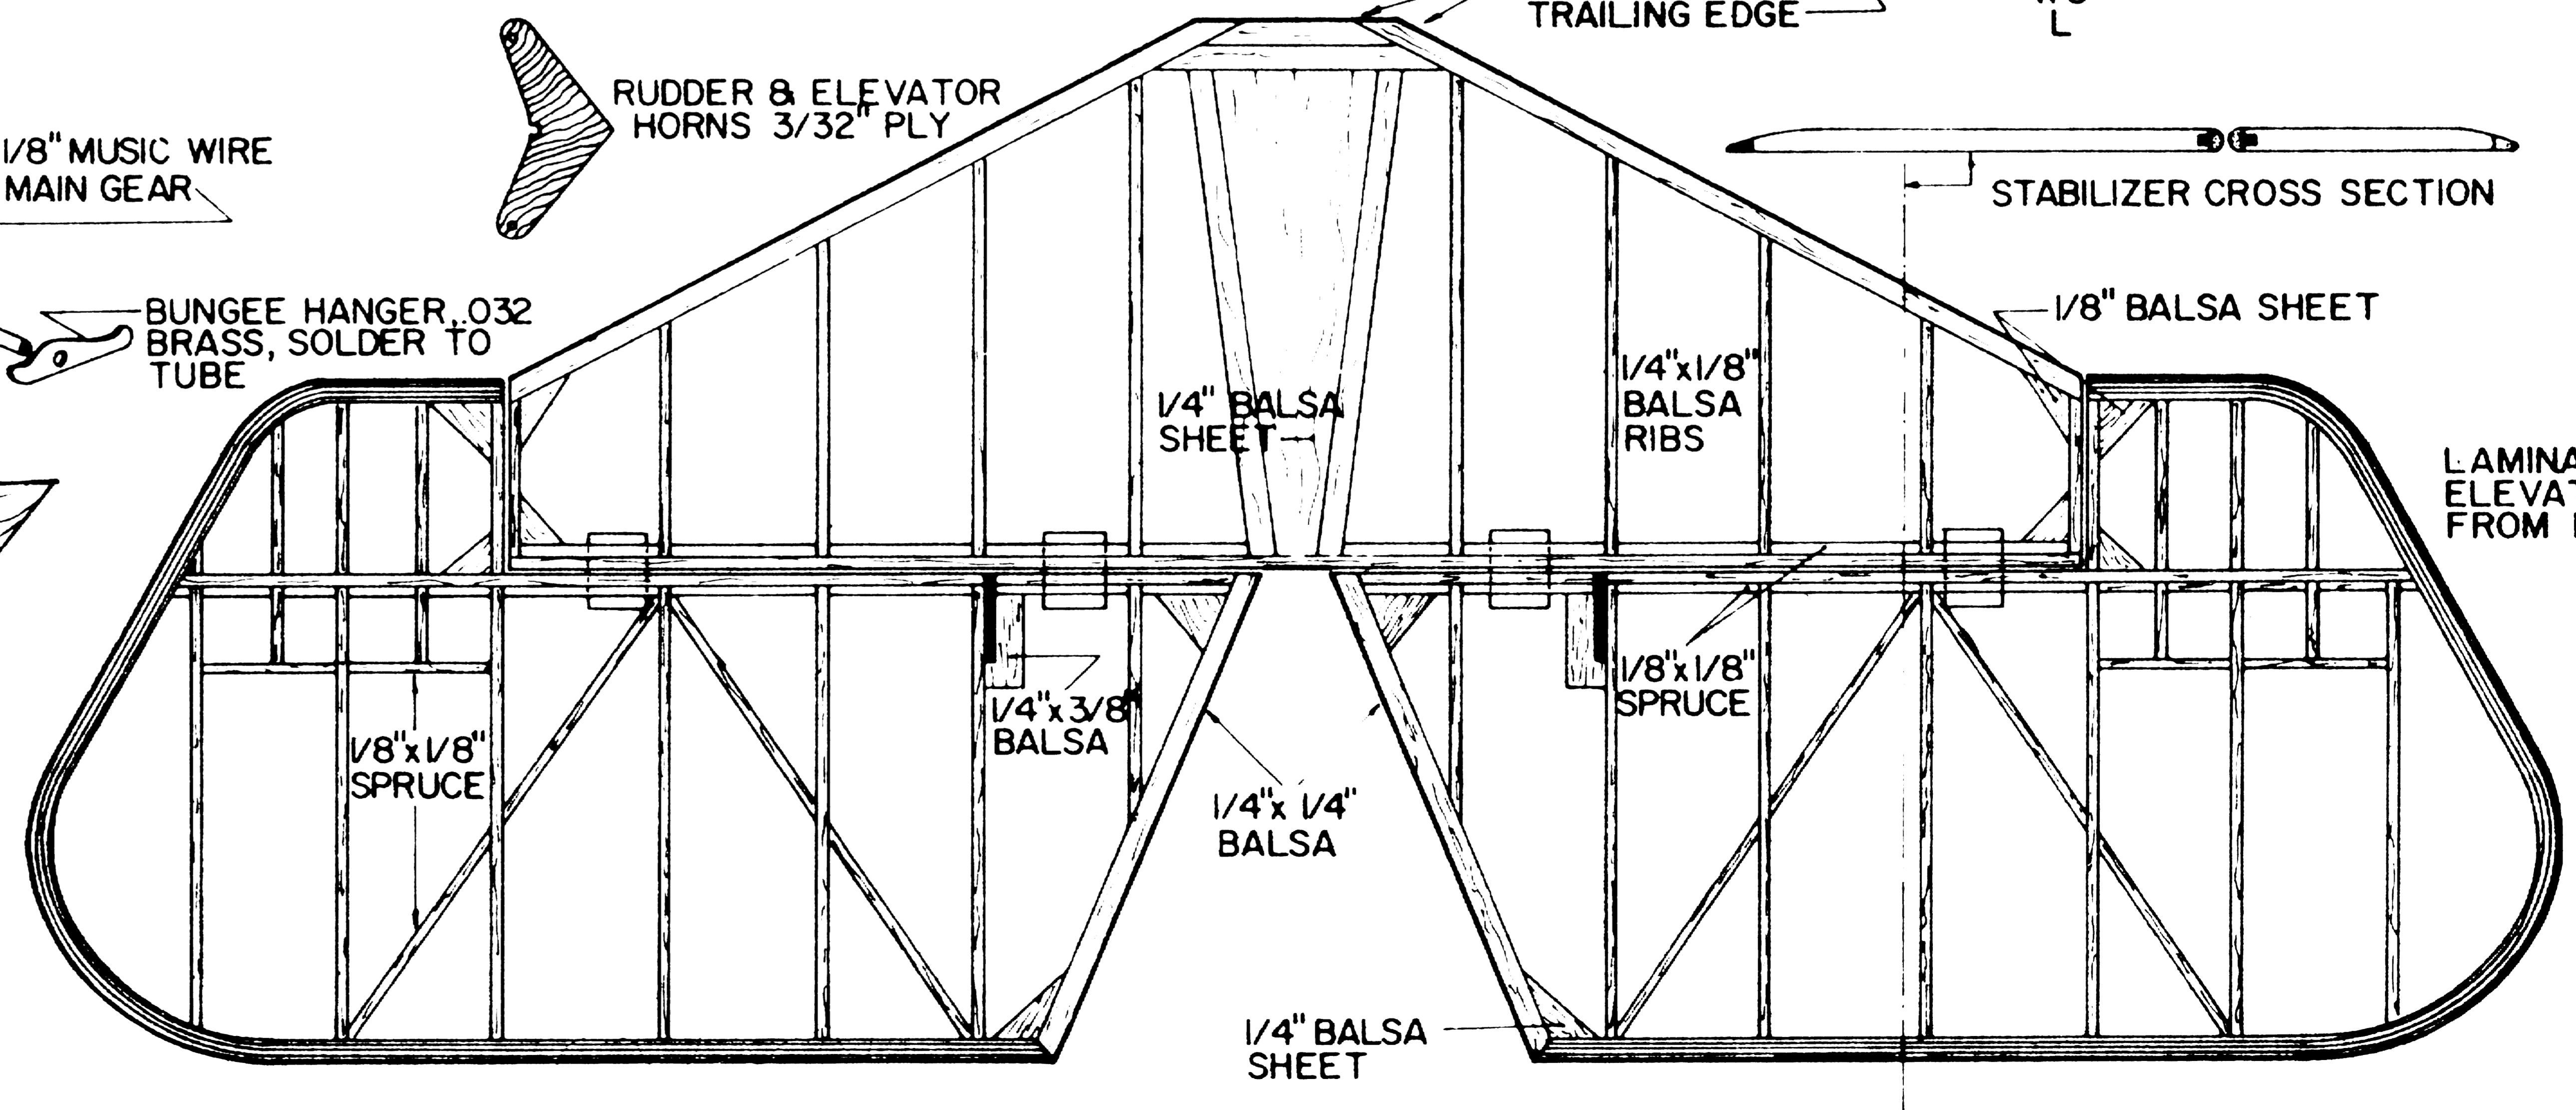 TRAILING EDGE
L
RUDDER & ELEVATOR
HORNS 3/32" PLY
1/8" MUSIC WIRE
MAIN GEAR
STABILIZER CROSS SECTION
BUNGEE HANGER, .032
BRASS, SOLDER TO
TUBE
1/8" BALSA SHEET
1/4" BALSA
SHEET
1/4"x1/8"
BALSA
RIBS
LAMINA
ELEVAT
FROM
1/8"x1/8"
SPRUCE
1/4"x3/8"
BALSA
1/8"x1/8"
SPRUCE
1/4"x 1/4"
BALSA
1/4" BALSA
SHEET